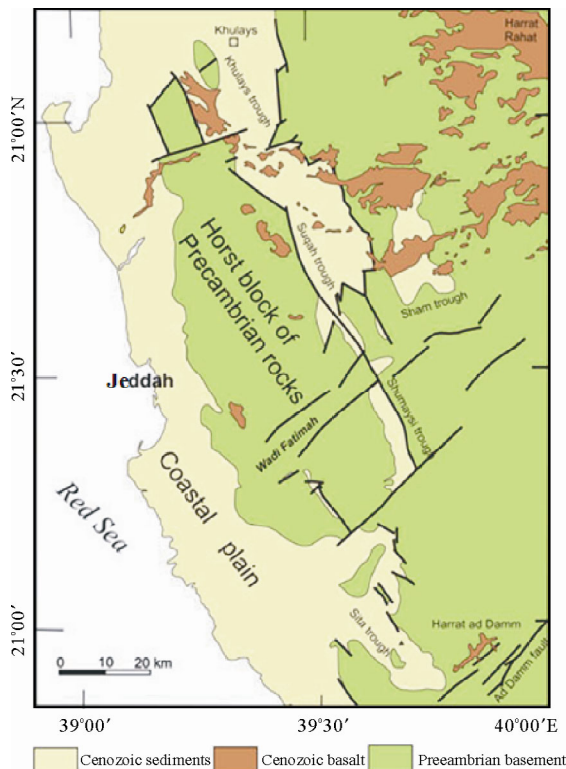 Khulays
Harrat
Rahat
Khulays trough
21°00′N
Suqah trough
Horst block of
Precambrian rocks
Sham trough
21°30′
Jeddah
Shumaysi trough
Wadi Fatimah
Coastal plain
Red Sea
21°00′
Sita trough
Harrat ad Damm
Ad Damm fault
0 10 20 km
39°00′ 39°30′ 40°00′E
Cenozoic sediments Cenozoic basalt Preeambrian basement